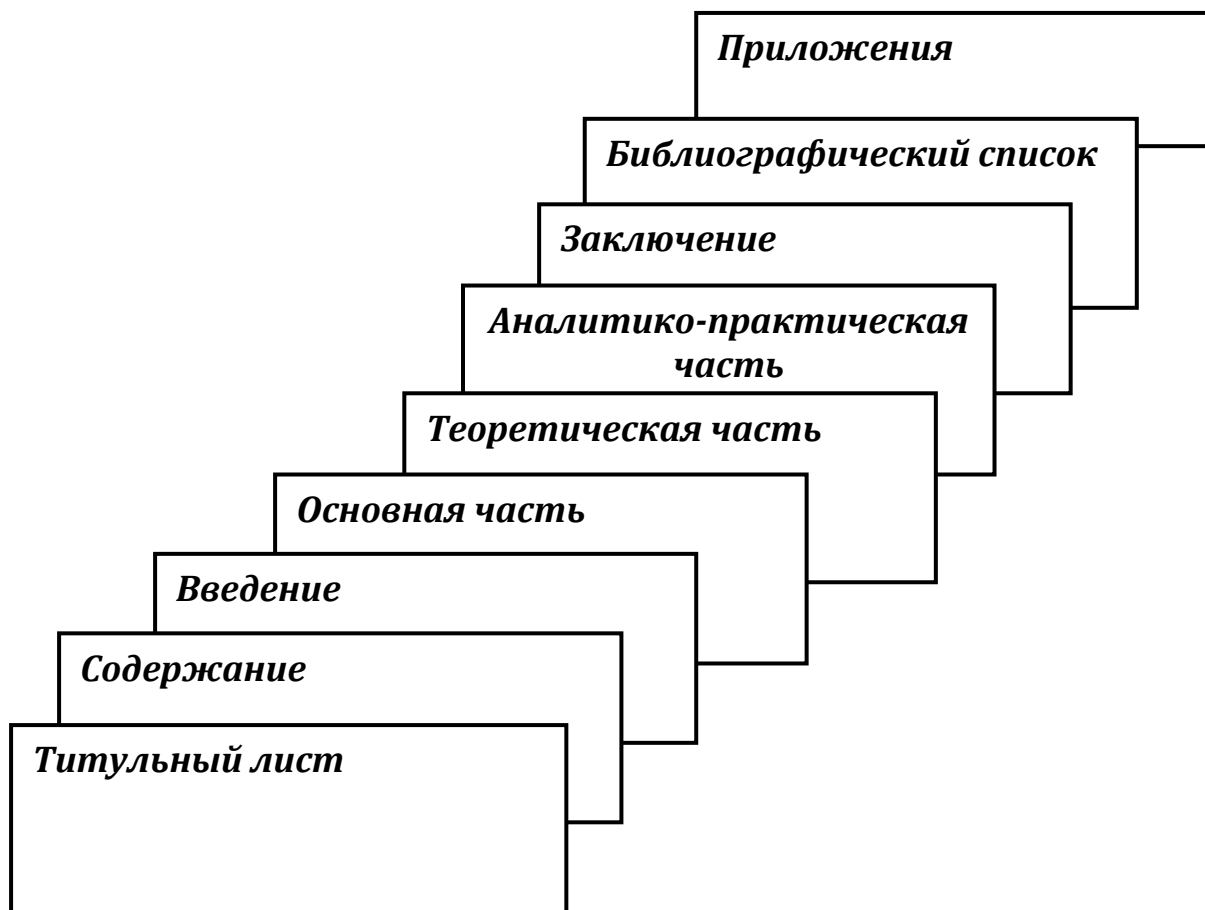 Приложения
Библиографический список
Заключение
Аналитико-практическая
часть
Теоретическая часть
Основная часть
Введение
Содержание
Титульный лист